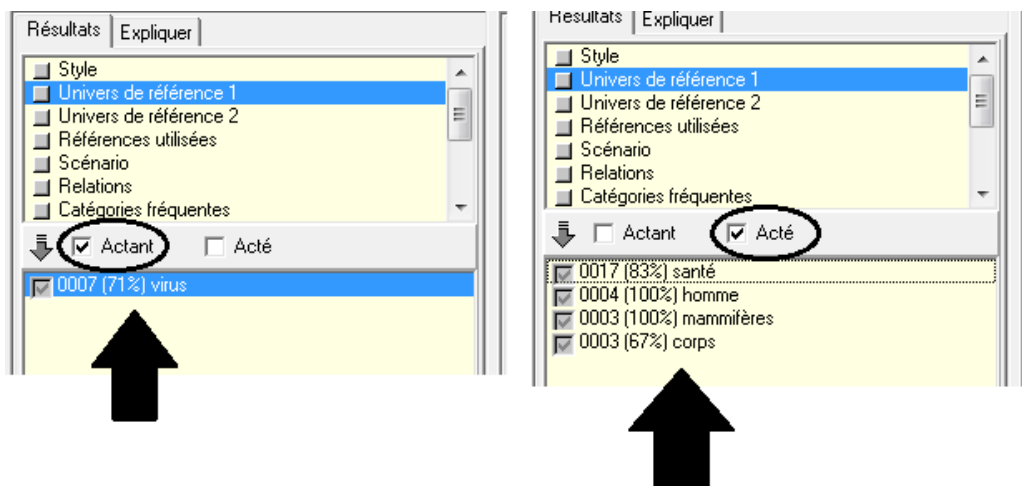 Résultats Expliquer
Style
Univers de référence 1
Univers de référence 2
Références utilisées
Scénario
Relations
Catégories fréquentes
Actant Acté
0007 (71%) virus
Résultats Expliquer
Style
Univers de référence 1
Univers de référence 2
Références utilisées
Scénario
Relations
Catégories fréquentes
Actant Acté
0017 (83%) santé
0004 (100%) homme
0003 (100%) mammifères
0003 (67%) corps